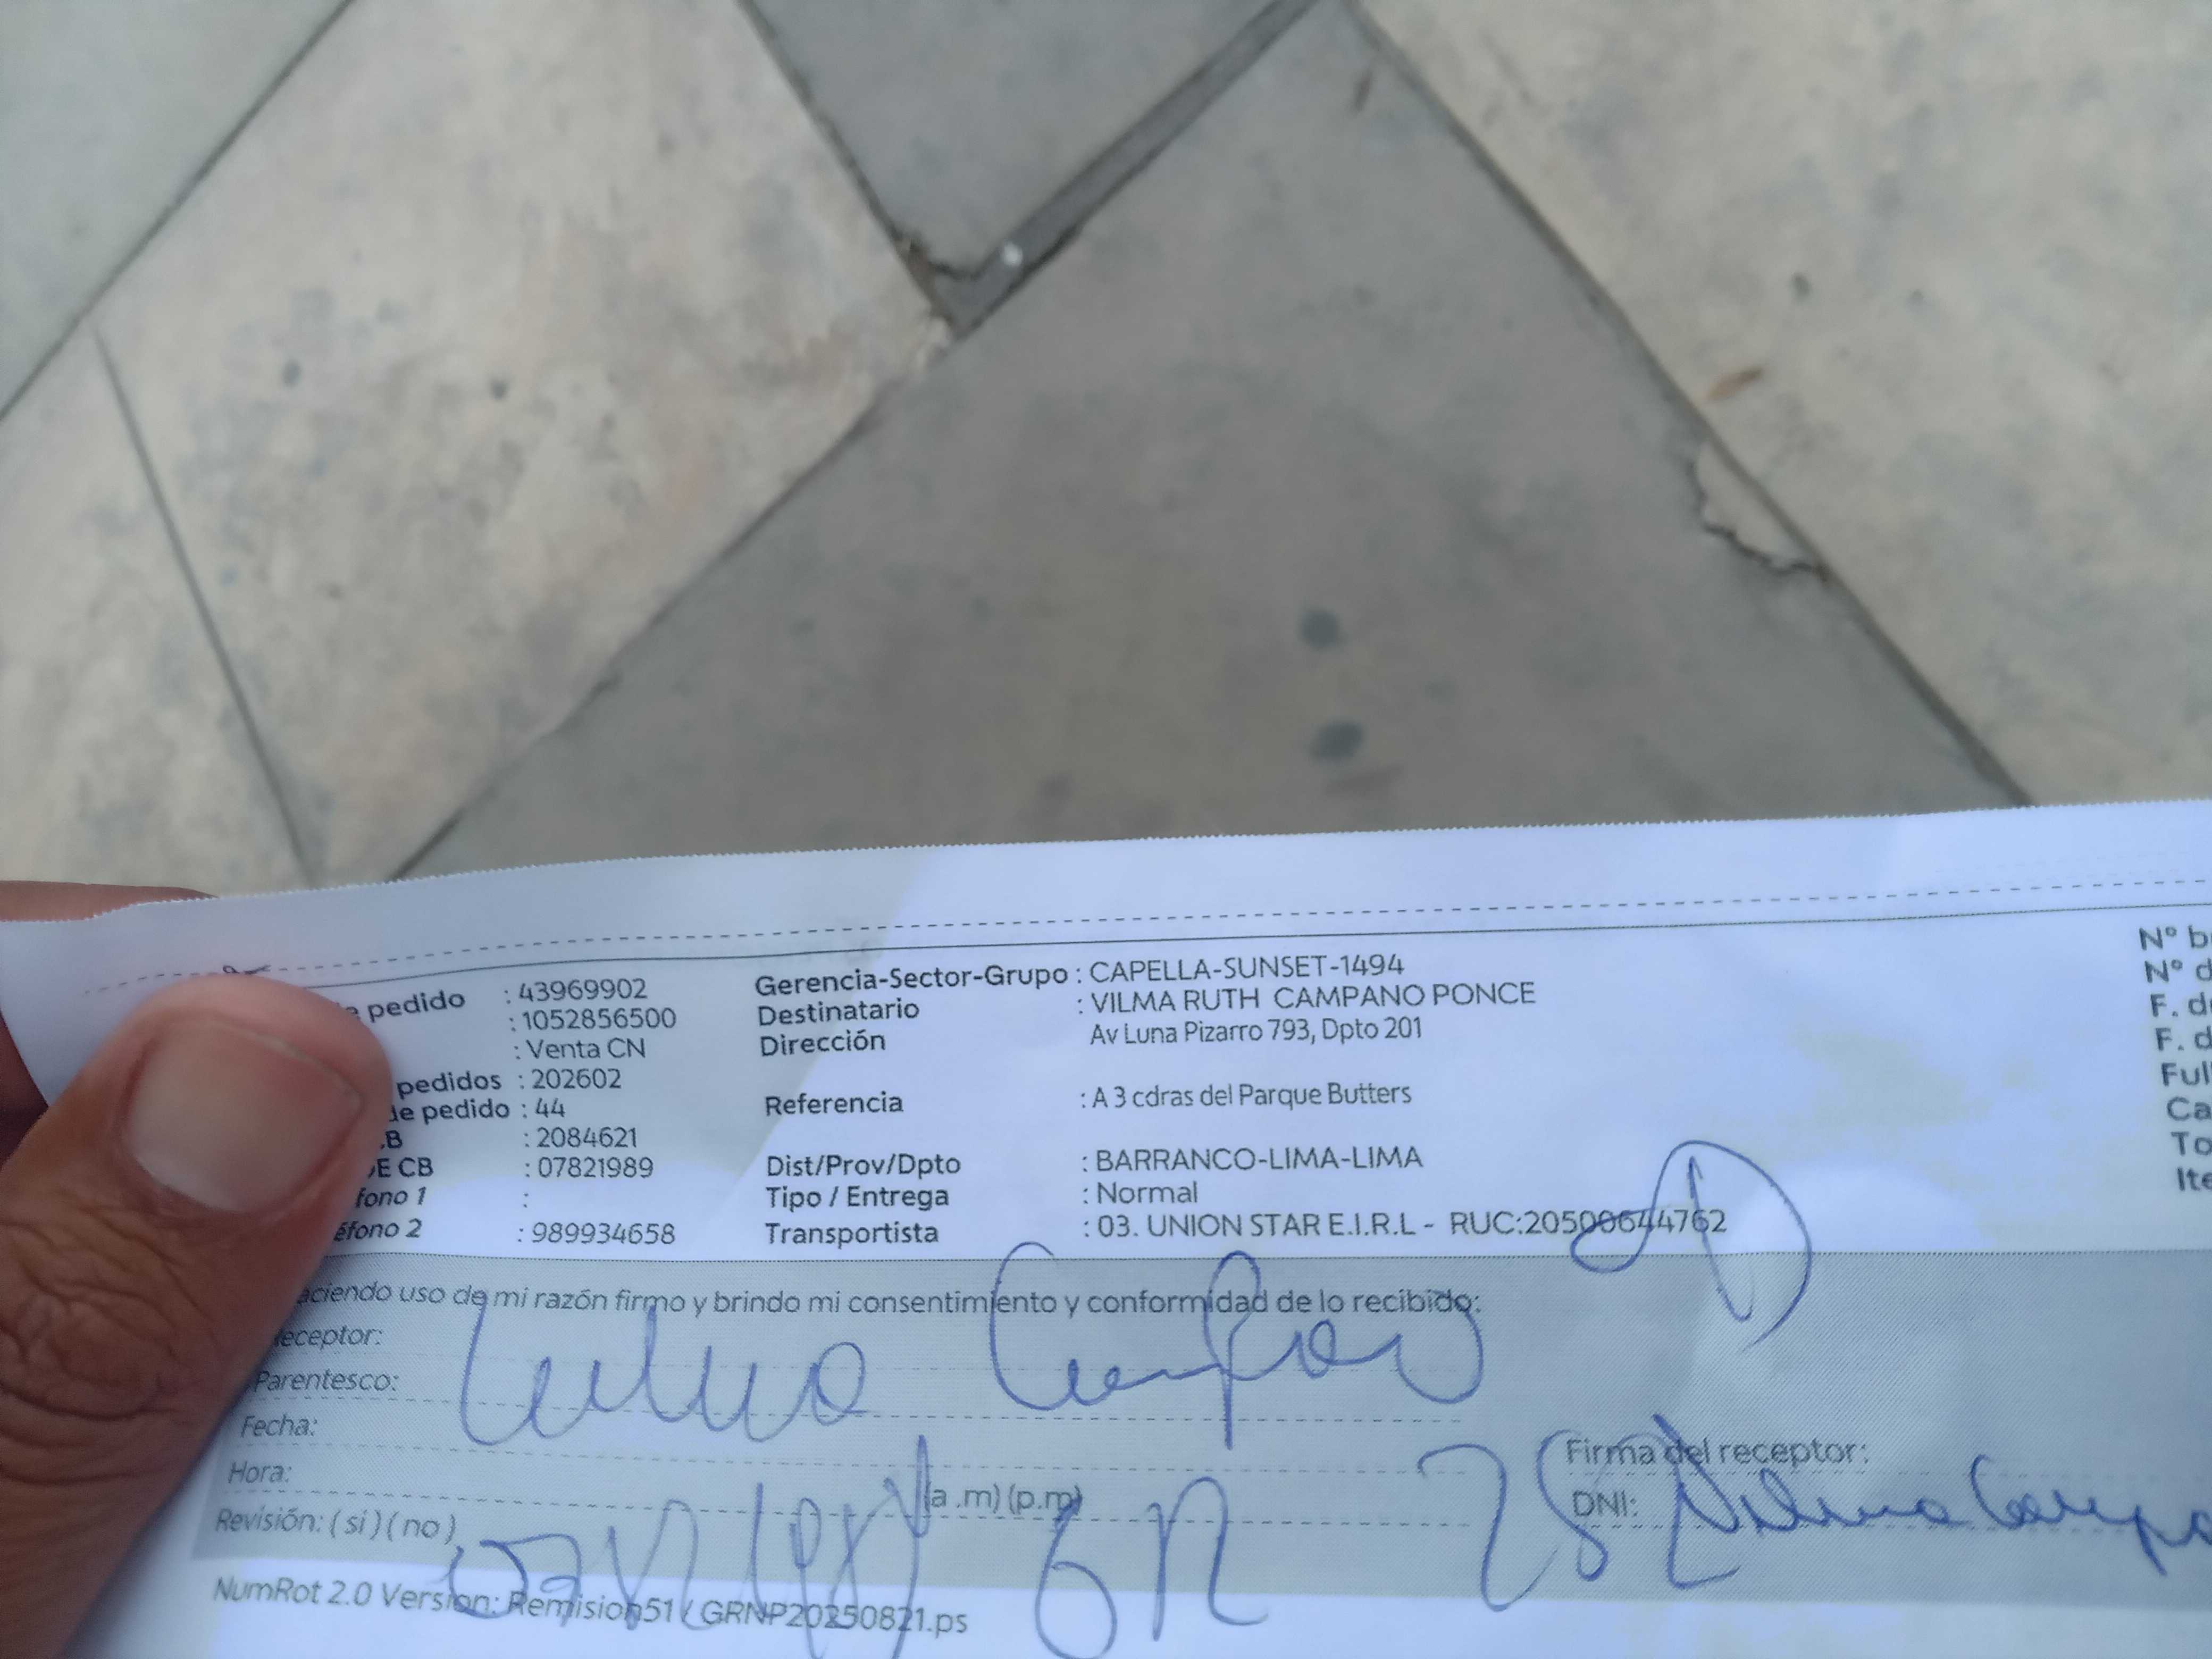 pedido : 43969902
: 1052856500
: Venta CN
pedidos : 202602
de pedido : 44
CB : 2084621
DE CB : 07821989
fono 1 :
éfono 2 : 989934658
Gerencia-Sector-Grupo : CAPELLA-SUNSET-1494
Destinatario : VILMA RUTH CAMPANO PONCE
Dirección Av Luna Pizarro 793, Dpto 201
Referencia : A 3 cdras del Parque Butters
Dist/Prov/Dpto : BARRANCO-LIMA-LIMA
Tipo / Entrega : Normal
Transportista : 03. UNION STAR E.I.R.L - RUC:20500644762
Nº b
Nº d
F. d
F. d
Ful
Ca
To
Ite
aciendo uso de mi razón firmo y brindo mi consentimiento y conformidad de lo recibido:
eceptor:
Parentesco:
Fecha:
Hora: (a .m) (p.m)
Revisión: ( si ) ( no )
Firma del receptor:
DNI:
NumRot 2.0 Version: Remision51 / GRNP20250821.ps